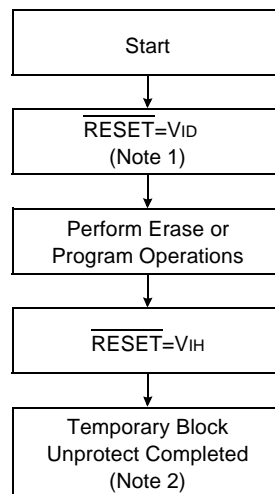 Start
RESET=VID
(Note 1)
Perform Erase or
Program Operations
RESET=VIH
Temporary Block
Unprotect Completed
(Note 2)